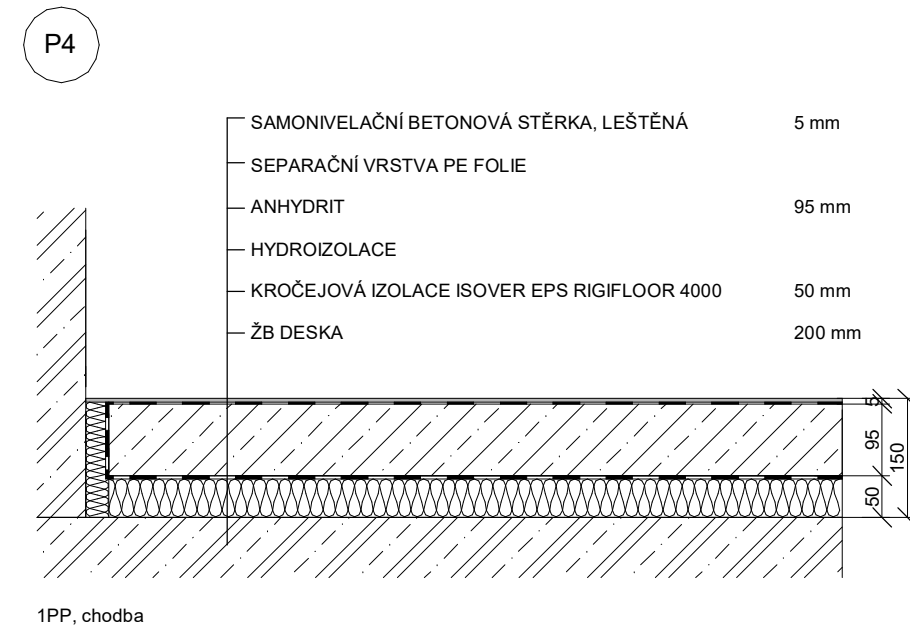 P4
SAMONIVELAČNÍ BETONOVÁ STĚRKA, LEŠTĚNÁ 5 mm
SEPARAČNÍ VRSTVA PE FOLIE
ANHYDRIT 95 mm
HYDROIZOLACE
KROČEJOVÁ IZOLACE ISOVER EPS RIGIFLOOR 4000 50 mm
ŽB DESKA 200 mm
5
95
150
50
1PP, chodba